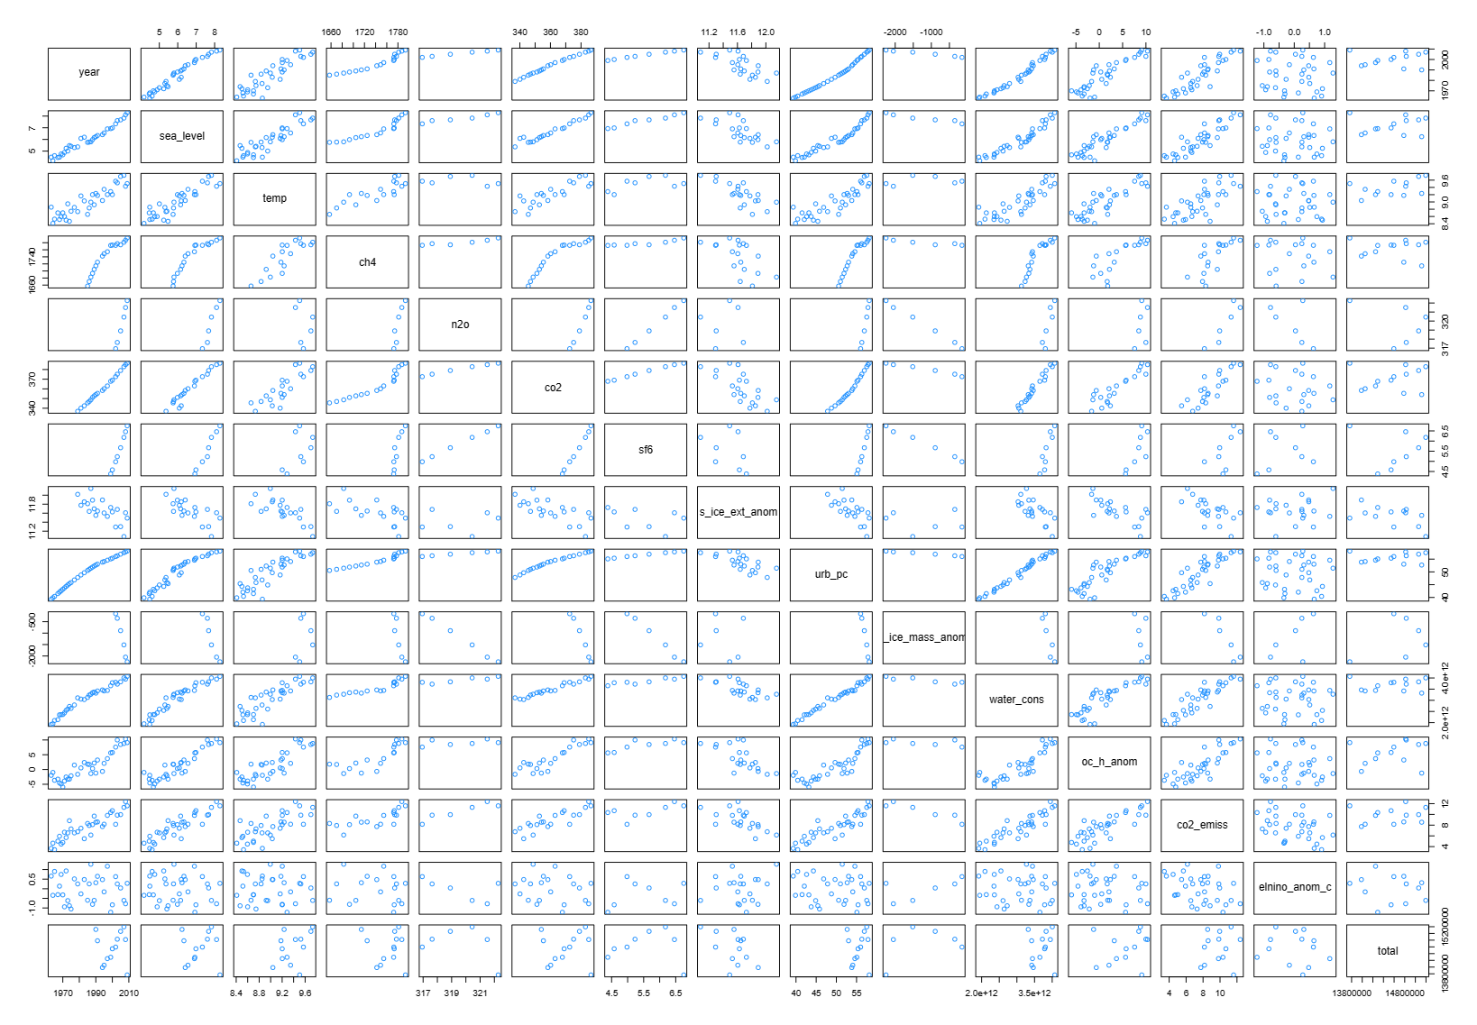 5 6 7 8 1660 1720 1780 340 360 380 11.2 11.6 12.0 -2000 -1000 -5 0 5 10 -1.0 0.0 1.0
year 1970 2000
5 7 sea_level
temp 8.4 9.0 9.6
1660 1740 ch4
n2o 317 320
340 370 co2
sf6 4.5 5.5 6.5
11.2 11.8 s_ice_ext_anom
urb_pc 40 50
-2000 -500 _ice_mass_anom
water_cons 2.0e+12 4.0e+12
-5 0 5 oc_h_anom
co2_emiss 4 8 12
-1.0 0.5 elnino_anom_c
total 13800000 15200000
1970 1990 2010 8.4 8.8 9.2 9.6 317 319 321 4.5 5.5 6.5 40 45 50 55 2.0e+12 3.5e+12 4 6 8 10 13800000 14800000